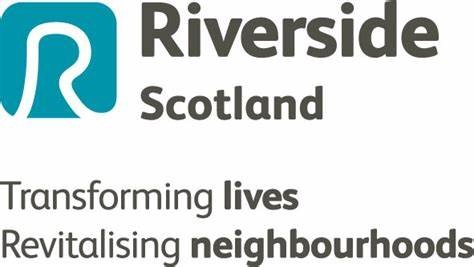 R
Riverside
Scotland
Transforming lives
Revitalising neighbourhoods